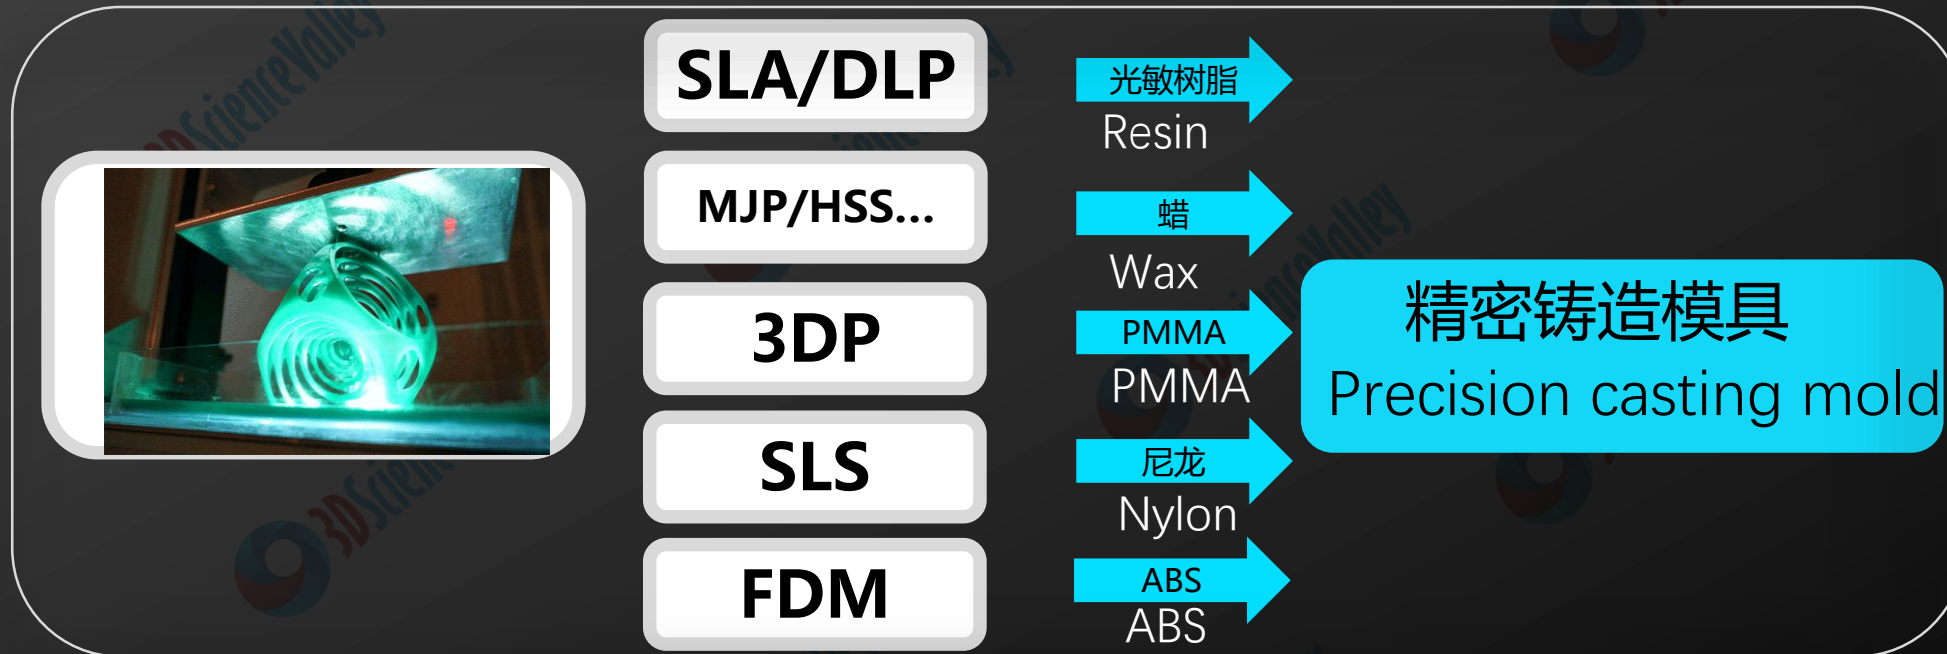 SLA/DLP
光敏树脂
Resin
MJP/HSS...
蜡
Wax
3DP
PMMA
PMMA
SLS
尼龙
Nylon
FDM
ABS
ABS
精密铸造模具
Precision casting mold
3DScienceValley